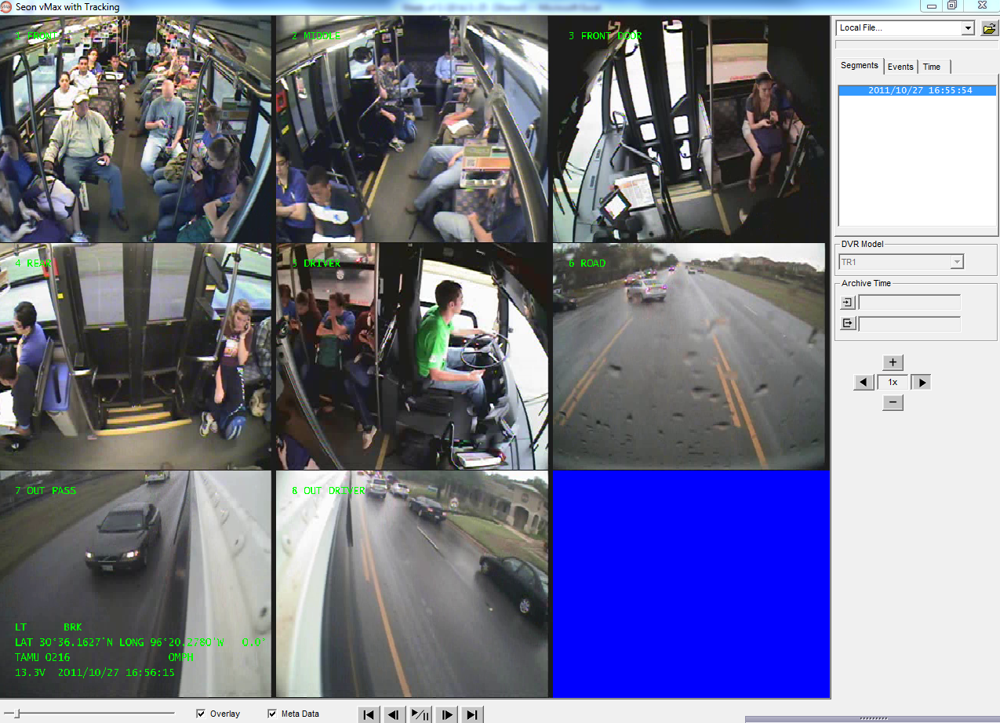 Seon vMax with Tracking
1 FRONT
2 MIDDLE
3 FRONT DOOR
Local File...
Segments Events Time
2011/10/27 16:55:54
4 REAR
5 DRIVER
6 ROAD
DVR Model
TR1
Archive Time
+
1x
−
7 OUT PASS
8 OUT DRIVER
LT BRK
LAT 30°36.1627'N LONG 96°20.2780'W 0.0°
TAMU 0216 0MPH
13.3V 2011/10/27 16:56:15
Overlay
Meta Data